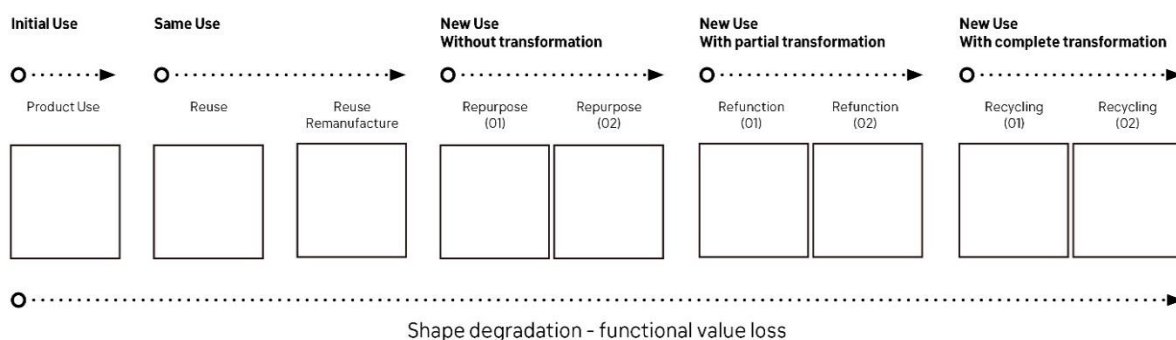 Initial Use
Same Use
New Use
Without transformation
New Use
With partial transformation
New Use
With complete transformation
Product Use
Reuse
Reuse
Remanufacture
Repurpose
(01)
Repurpose
(02)
Refunction
(01)
Refunction
(02)
Recycling
(01)
Recycling
(02)
Shape degradation - functional value loss